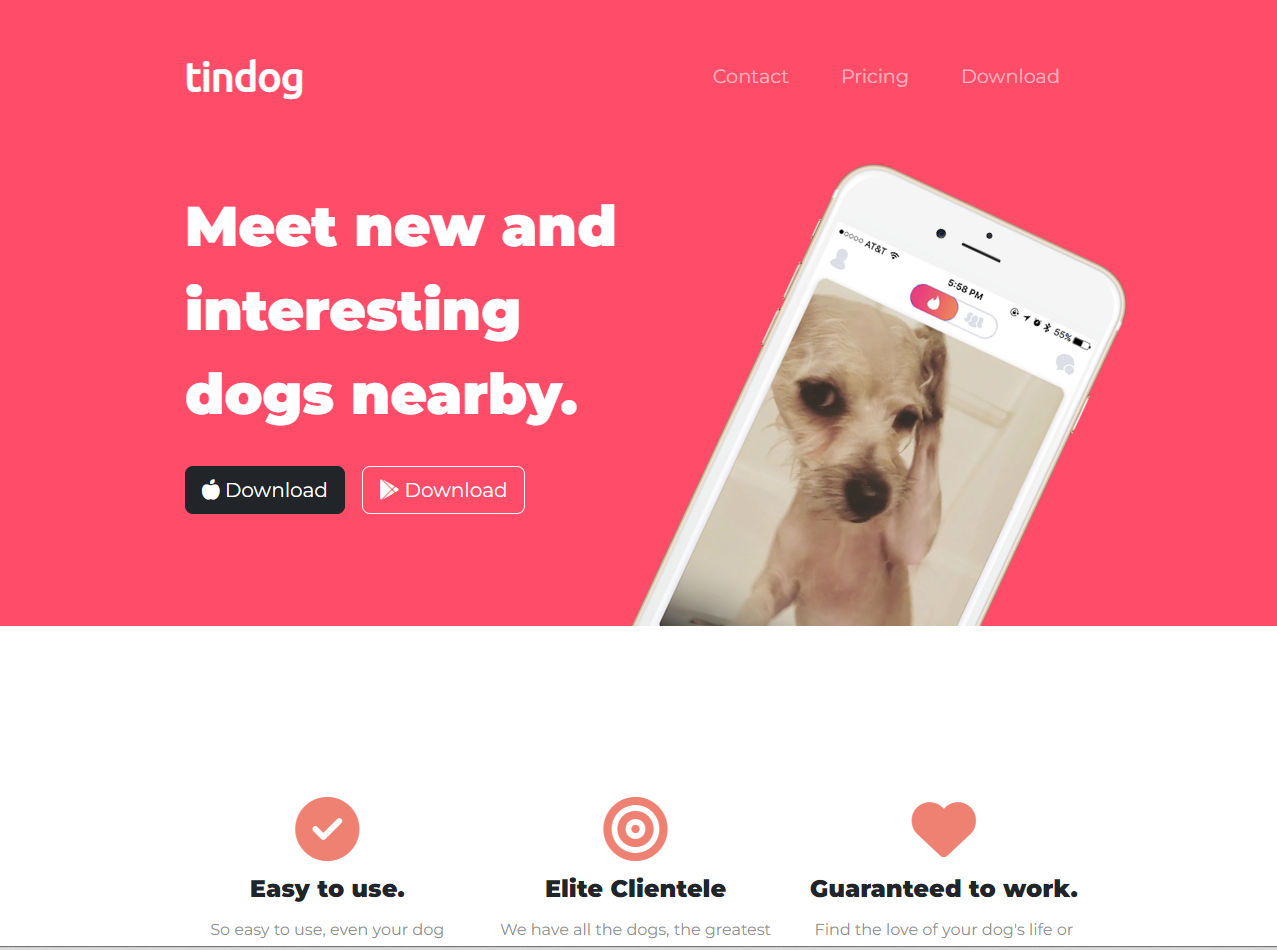 tindog
Contact Pricing Download
Meet new and
interesting
dogs nearby.
AT&T
5:58 PM
55%
Download Download
Easy to use. Elite Clientele Guaranteed to work.
So easy to use, even your dog We have all the dogs, the greatest Find the love of your dog's life or